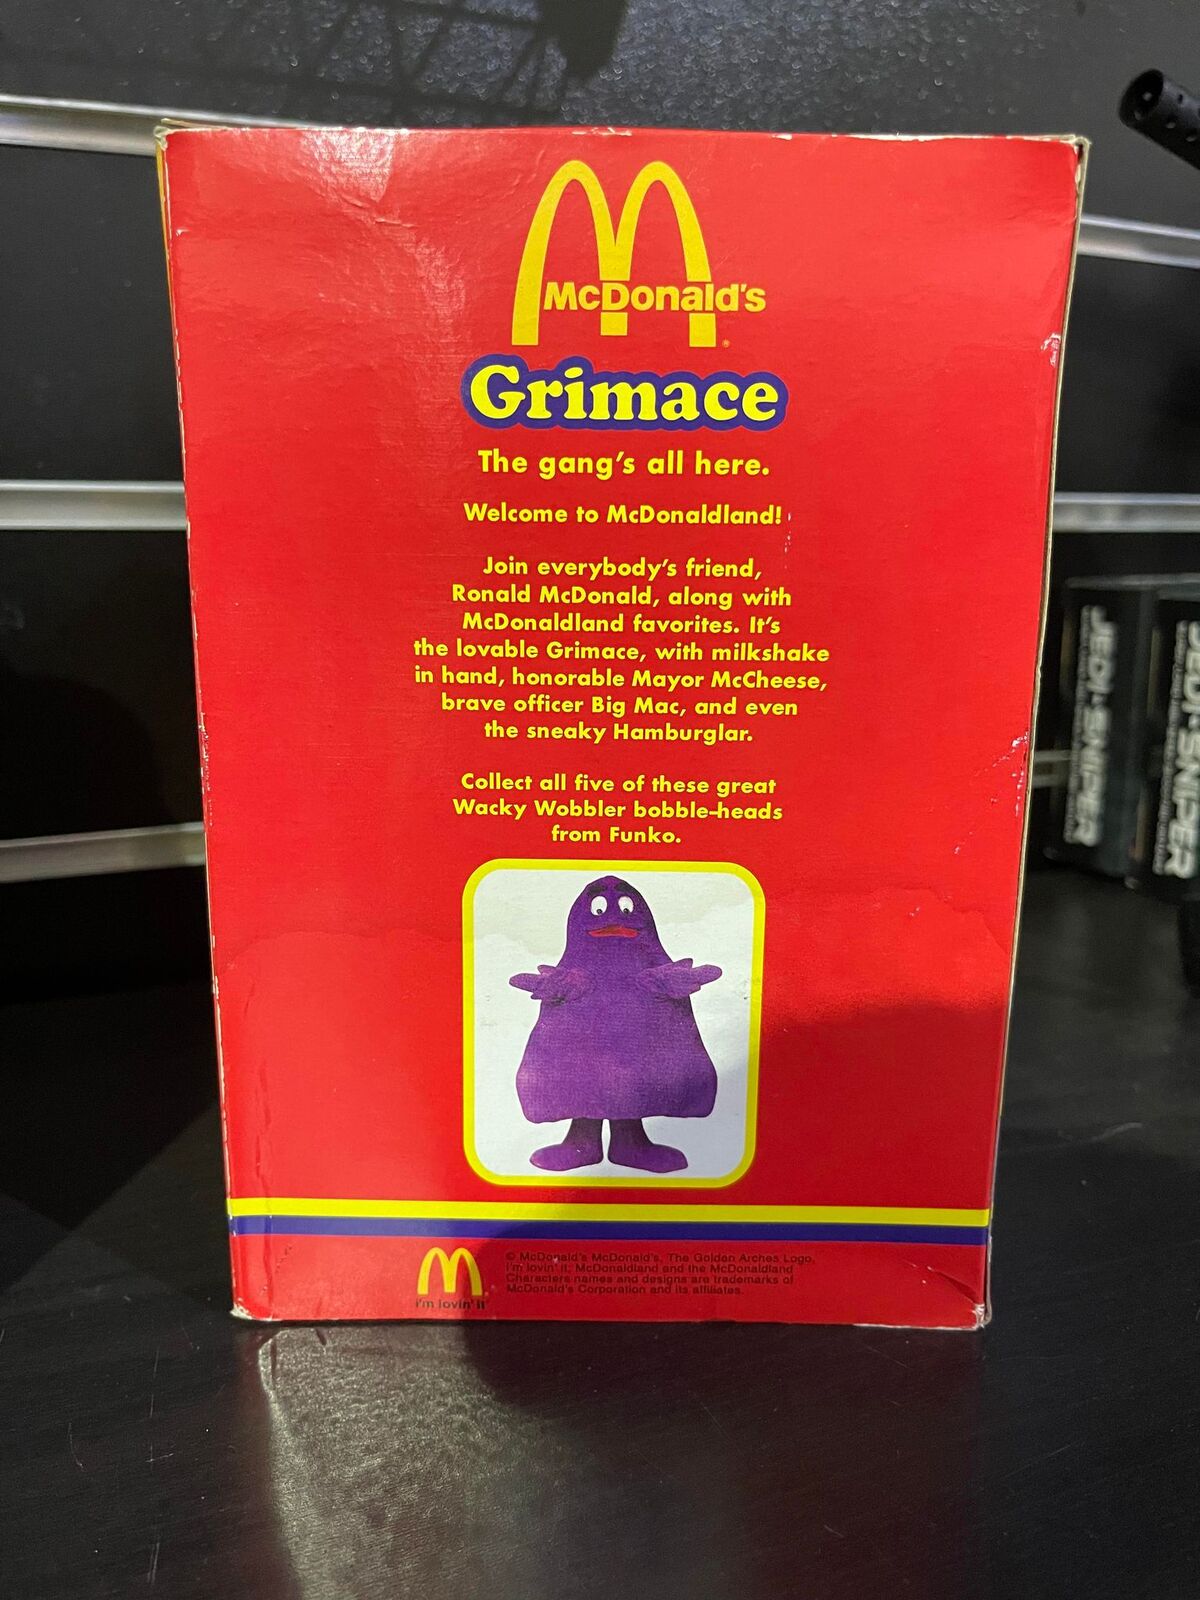 McDonald's
®
Grimace
The gang's all here.
Welcome to McDonaldland!
Join everybody's friend,
Ronald McDonald, along with
McDonaldland favorites. It's
the lovable Grimace, with milkshake
in hand, honorable Mayor McCheese,
brave officer Big Mac, and even
the sneaky Hamburglar.
Collect all five of these great
Wacky Wobbler bobble-heads
from Funko.
i'm lovin' it
© McDonald's McDonald's, The Golden Arches Logo,
i'm lovin' it, McDonaldland and the McDonaldland
Characters names and designs are trademarks of
McDonald's Corporation and its affiliates.
JEDI-SNIPER
JEDI-SNIPER